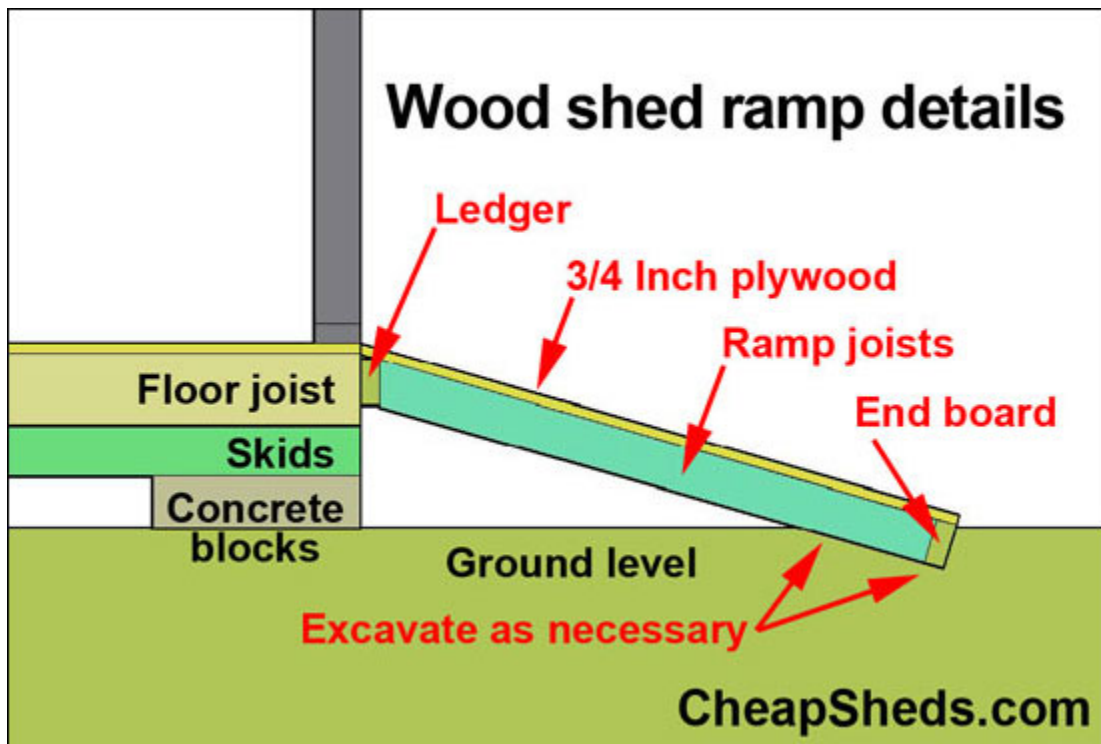 Wood shed ramp details
Ledger
3/4 Inch plywood
Ramp joists
End board
Floor joist
Skids
Concrete
blocks
Ground level
Excavate as necessary
CheapSheds.com